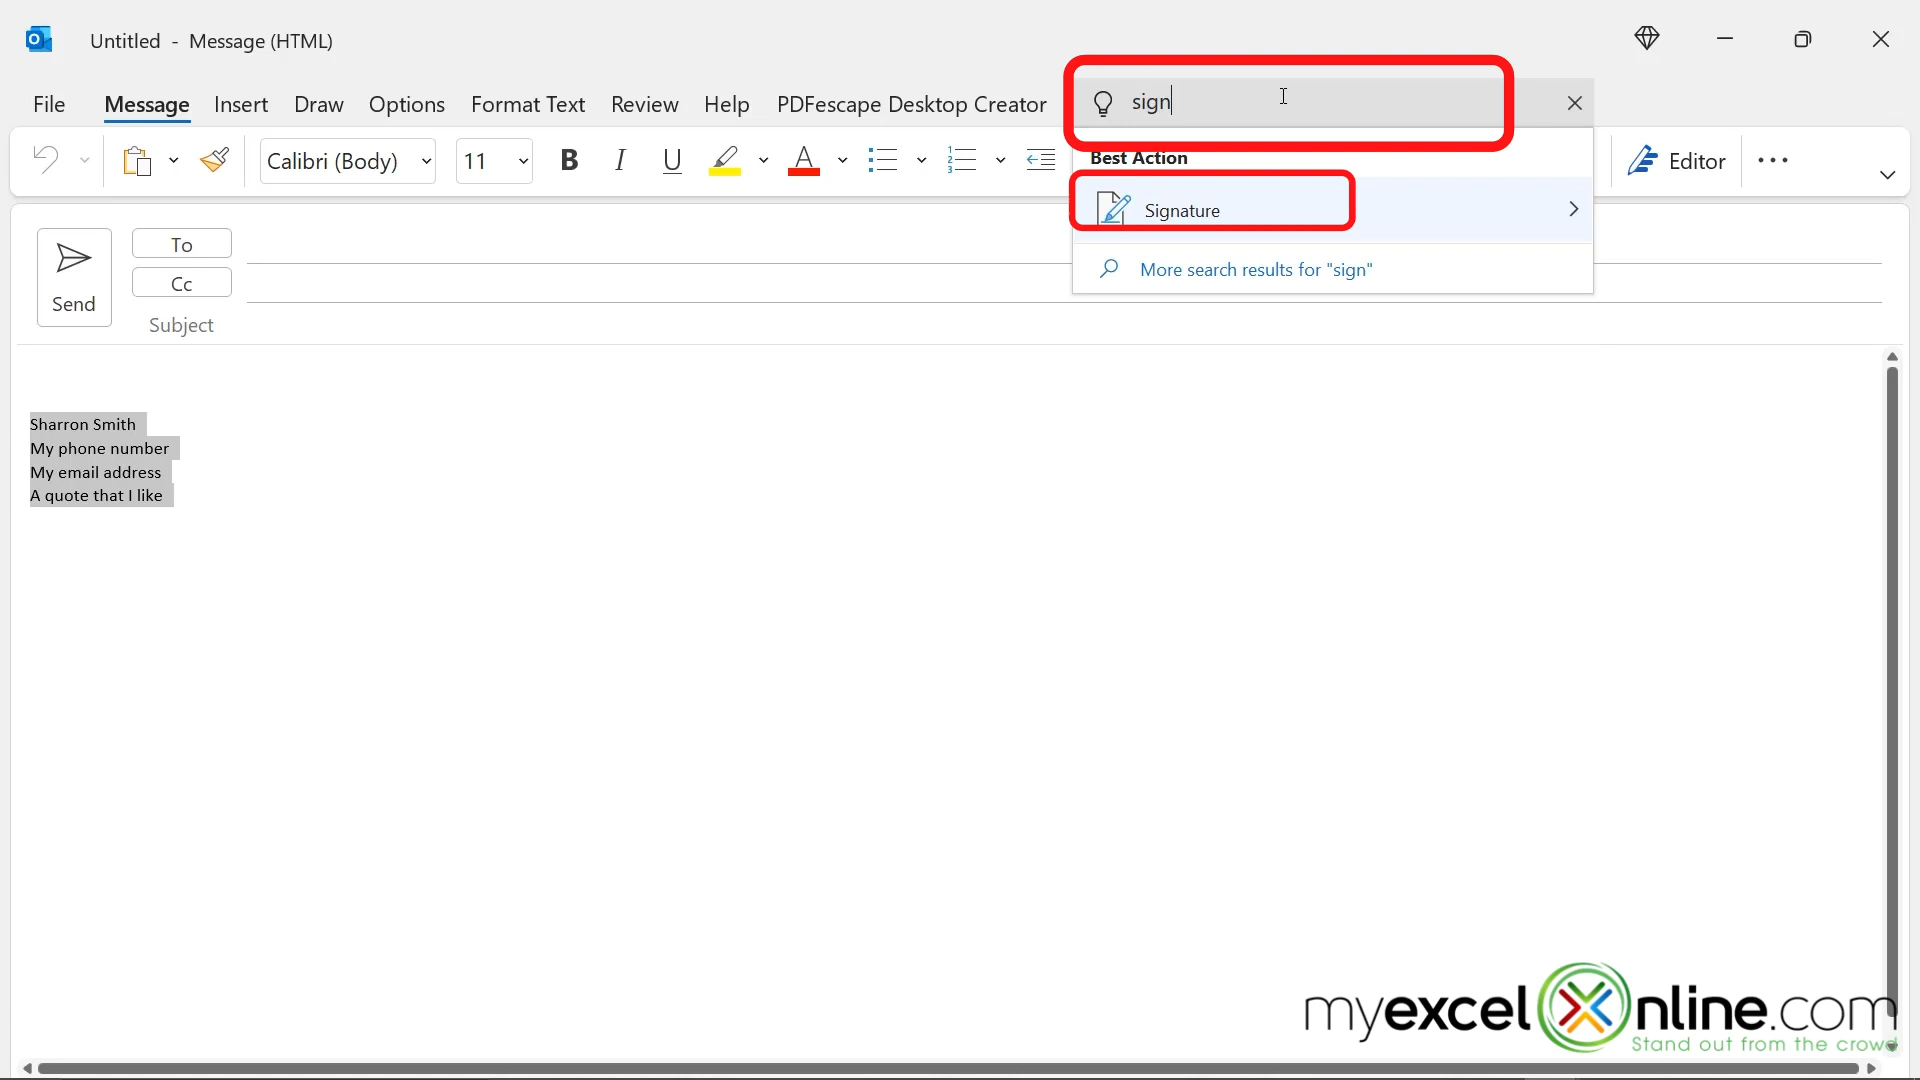 Untitled - Message (HTML)
File Message Insert Draw Options Format Text Review Help PDFescape Desktop Creator sign
Calibri (Body) 11 B I U A Editor
Best Action
Signature
More search results for "sign"
Send
To
Cc
Subject
Sharron Smith
My phone number
My email address
A quote that I like
myexcelOnline.com
Stand out from the crowd